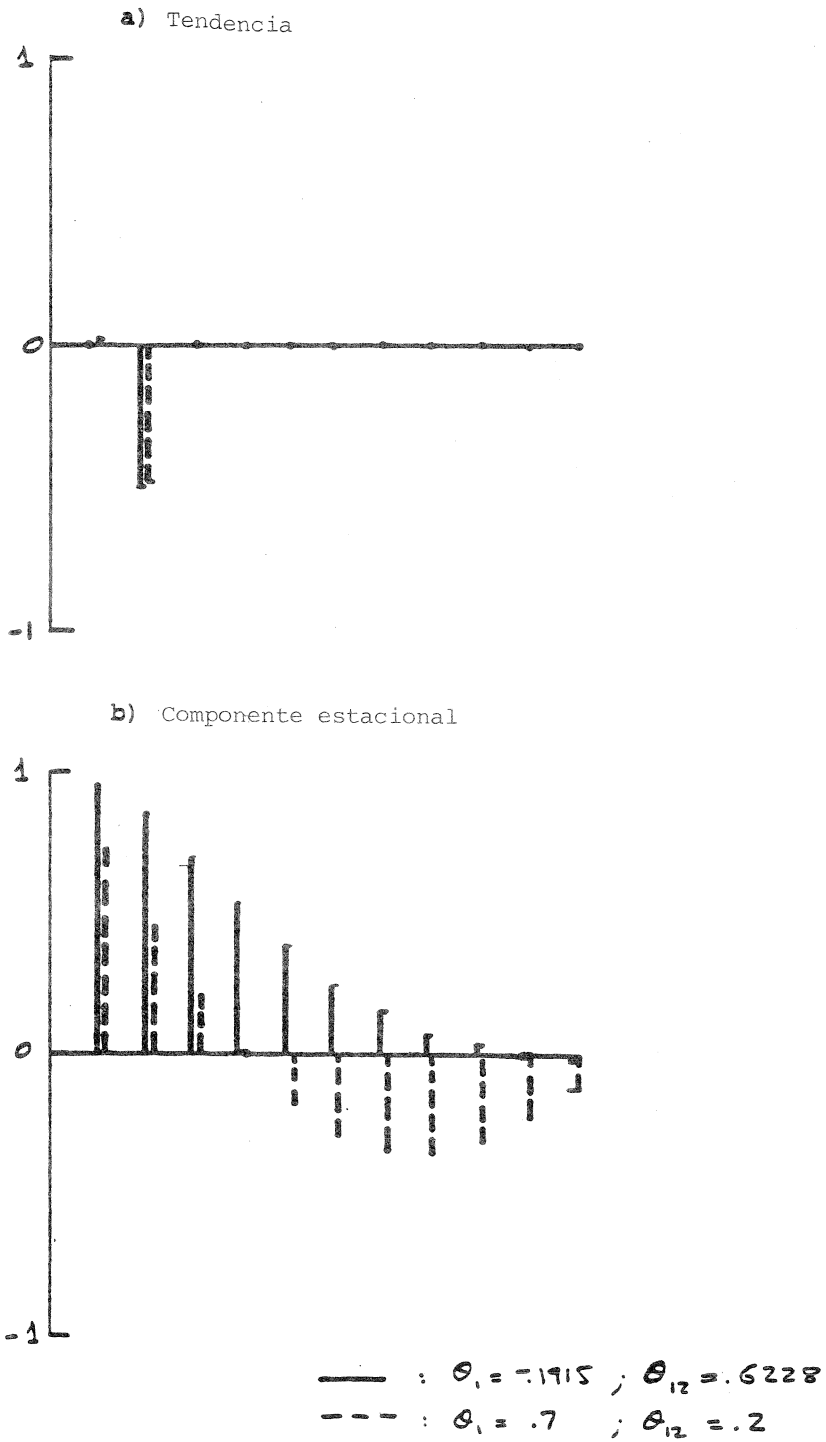 a) Tendencia
1
0
-1
b) Componente estacional
1
0
-1
: θ₁ = -.1915 ; θ₁₂ = .6228
: θ₁ = .7 ; θ₁₂ = .2